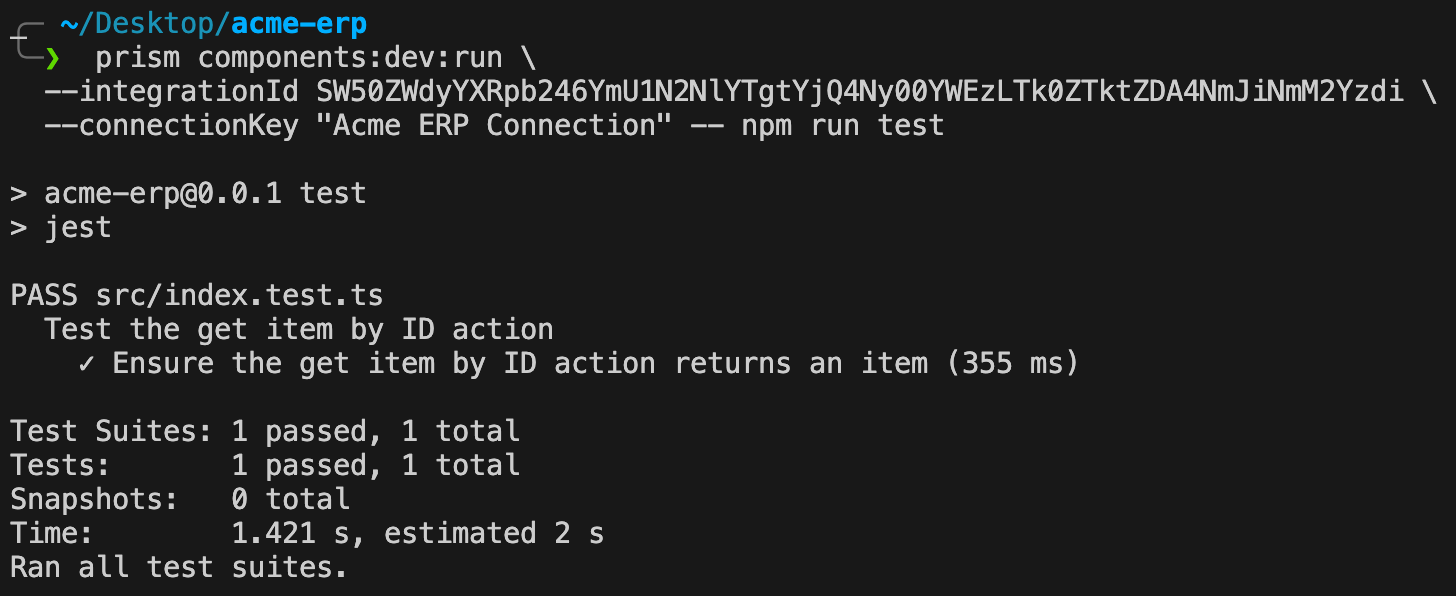 ~/Desktop/acme-erp
❯ prism components:dev:run \
--integrationId SW50ZWdyYXRpb246YmU1N2NlYTgtYjQ4Ny00YWEzLTk0ZTktZDA4NmJiNmM2Yzdi \
--connectionKey "Acme ERP Connection" -- npm run test
> acme-erp@0.0.1 test
> jest
PASS src/index.test.ts
Test the get item by ID action
✓ Ensure the get item by ID action returns an item (355 ms)
Test Suites: 1 passed, 1 total
Tests: 1 passed, 1 total
Snapshots: 0 total
Time: 1.421 s, estimated 2 s
Ran all test suites.